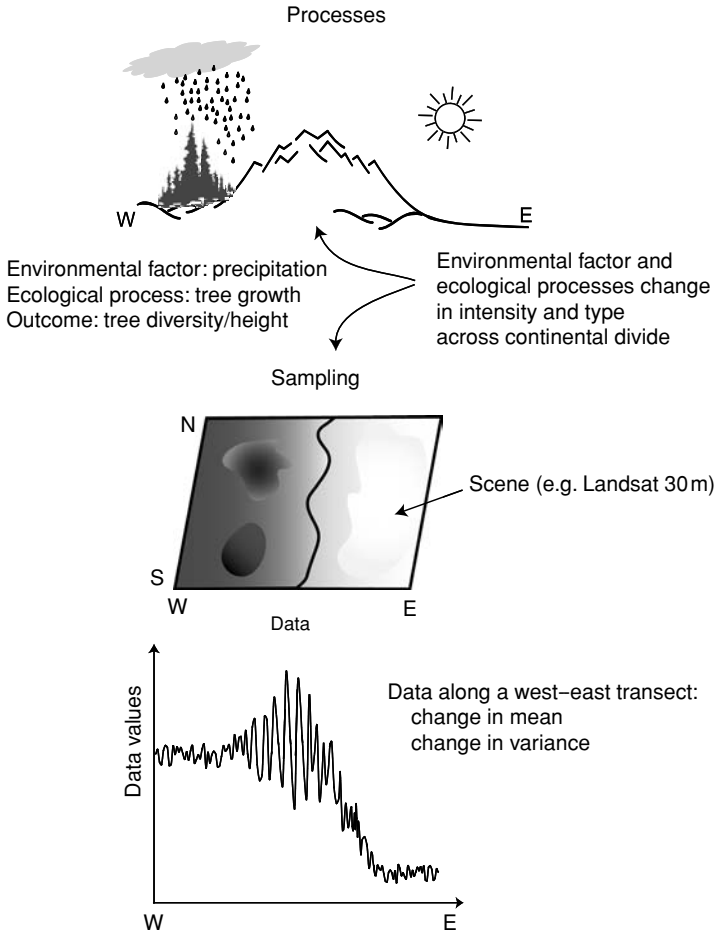 Processes
W
E
Environmental factor: precipitation
Ecological process: tree growth
Outcome: tree diversity/height
Environmental factor and
ecological processes change
in intensity and type
across continental divide
Sampling
N
Scene (e.g. Landsat 30 m)
S
W
E
Data
Data values
Data along a west–east transect:
change in mean
change in variance
W
E